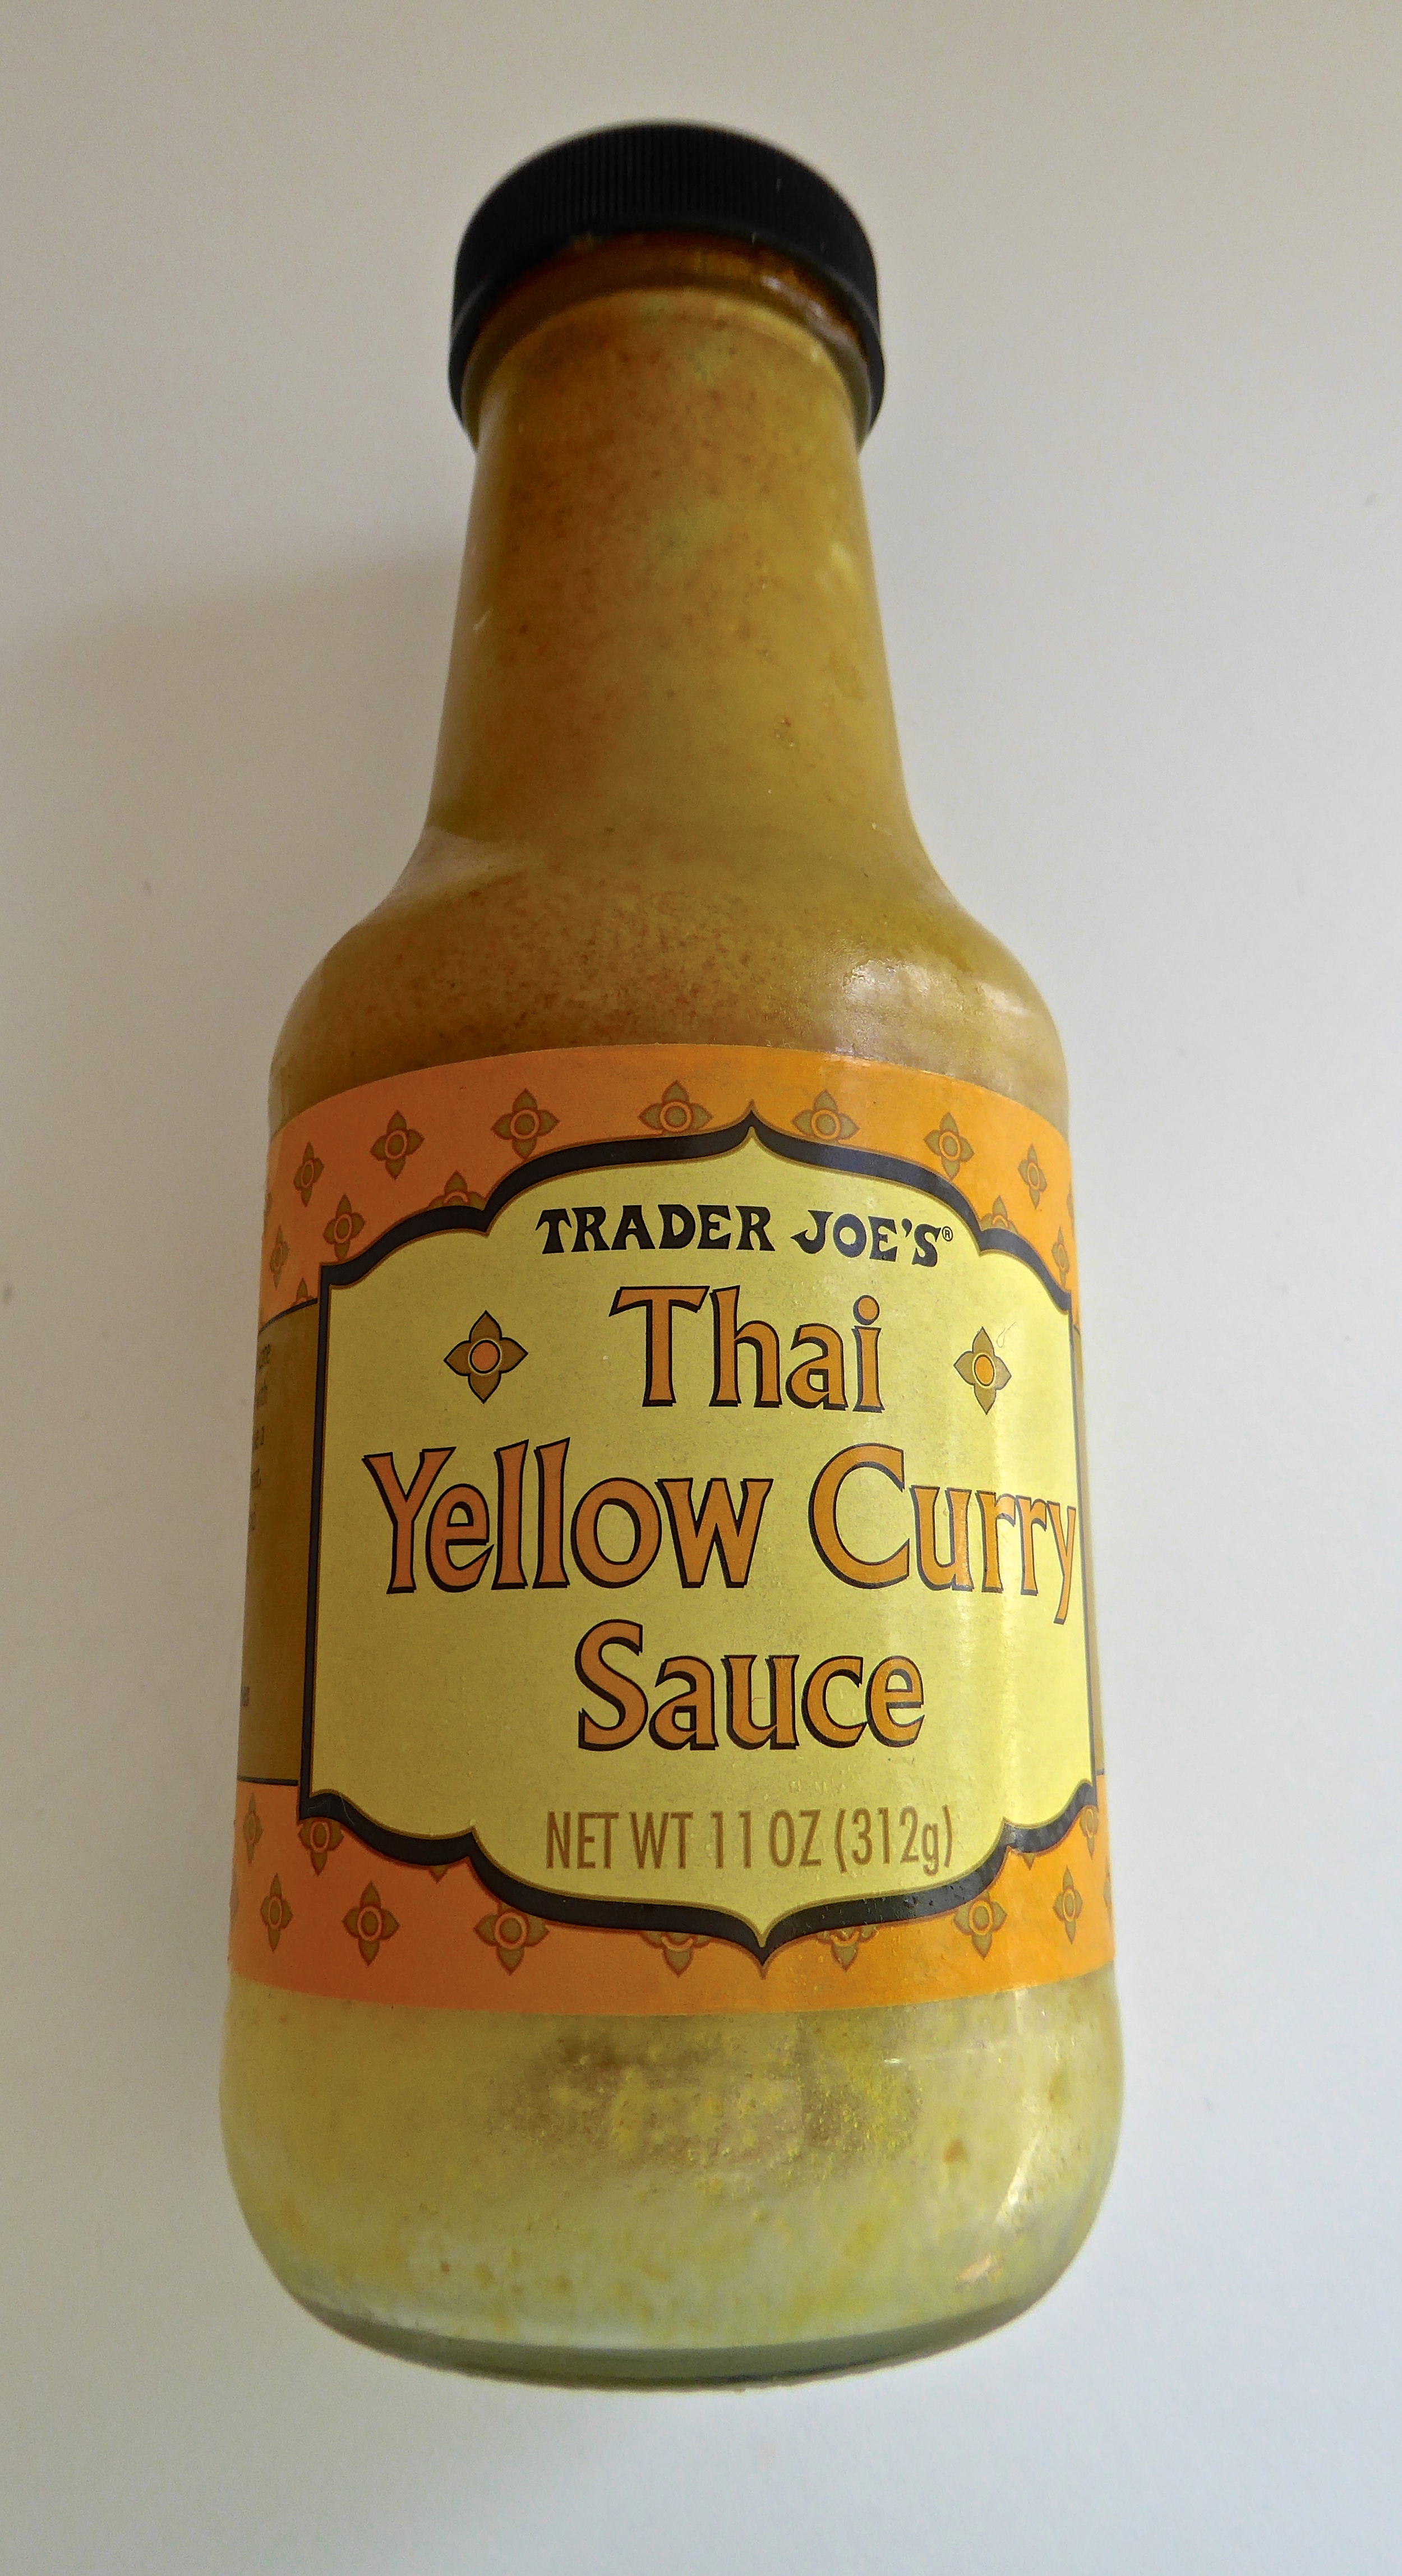 TRADER JOE'S®
Thai
Yellow Curry
Sauce
NET WT 11 OZ (312g)